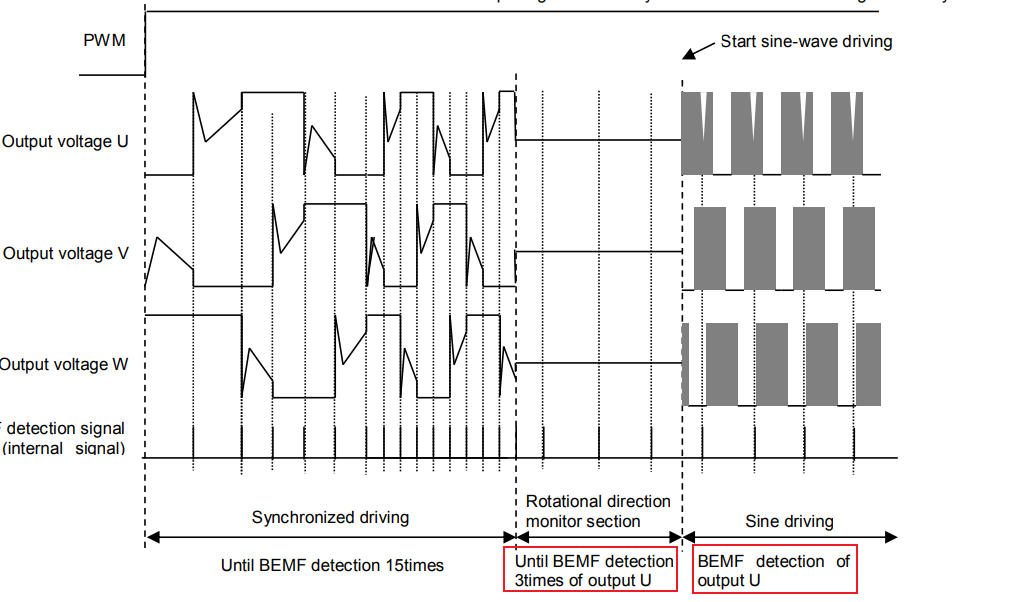 PWM
Start sine-wave driving
Output voltage U
Output voltage V
Output voltage W
detection signal
(internal signal)
Rotational direction
monitor section
Synchronized driving
Sine driving
Until BEMF detection 15times
Until BEMF detection
3times of output U
BEMF detection of
output U